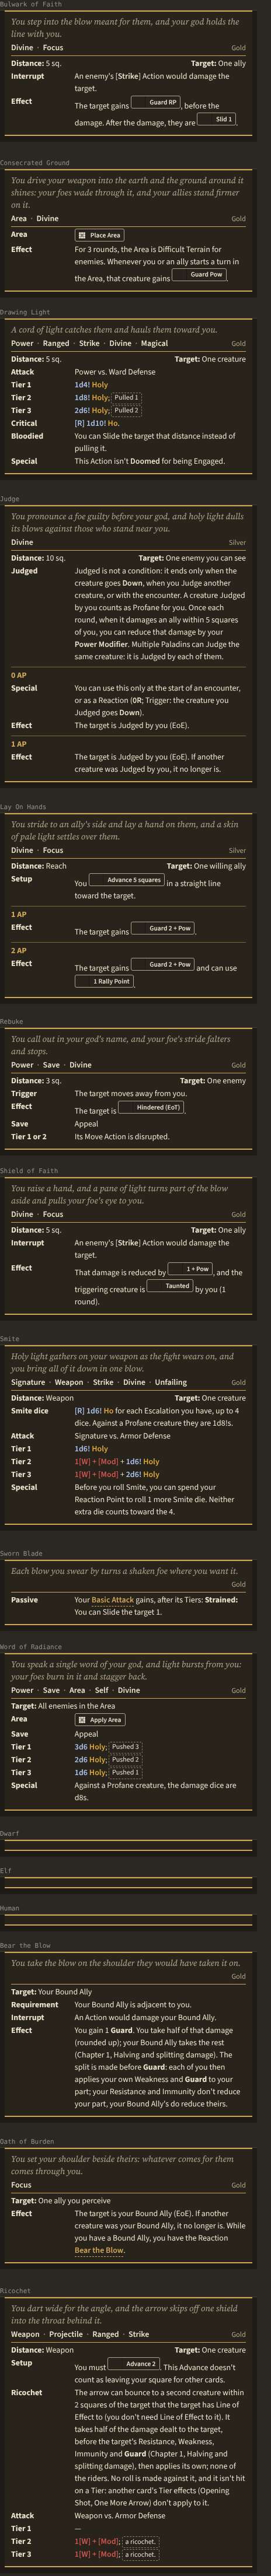 Bulwark of Faith
You step into the blow meant for them, and your god holds the
line with you.
Divine · Focus Gold
Distance: 5 sq. Target: One ally
Interrupt An enemy's [Strike] Action would damage the
target.
Effect The target gains Guard RP, before the
damage. After the damage, they are Slid 1.
Consecrated Ground
You drive your weapon into the earth and the ground around it
shines: your foes wade through it, and your allies stand firmer
on it.
Area · Divine Gold
Area Place Area
Effect For 3 rounds, the Area is Difficult Terrain for
enemies. Whenever you or an ally starts a turn in
the Area, that creature gains Guard Pow.
Drawing Light
A cord of light catches them and hauls them toward you.
Power · Ranged · Strike · Divine · Magical Gold
Distance: 5 sq. Target: One creature
Attack Power vs. Ward Defense
Tier 1 1d4! Holy
Tier 2 1d8! Holy; Pulled 1
Tier 3 2d6! Holy; Pulled 2
Critical [R] 1d10! Ho.
Bloodied You can Slide the target that distance instead of
pulling it.
Special This Action isn't Doomed for being Engaged.
Judge
You pronounce a foe guilty before your god, and holy light dulls
its blows against those who stand near you.
Divine Silver
Distance: 10 sq. Target: One enemy you can see
Judged Judged is not a condition: it ends only when the
creature goes Down, when you Judge another
creature, or with the encounter. A creature Judged
by you counts as Profane for you. Once each
round, when it damages an ally within 5 squares
of you, you can reduce that damage by your
Power Modifier. Multiple Paladins can Judge the
same creature: it is Judged by each of them.
0 AP
Special You can use this only at the start of an encounter,
or as a Reaction (0R; Trigger: the creature you
Judged goes Down).
Effect The target is Judged by you (EoE).
1 AP
Effect The target is Judged by you (EoE). If another
creature was Judged by you, it no longer is.
Lay On Hands
You stride to an ally's side and lay a hand on them, and a skin
of pale light settles over them.
Divine · Focus Silver
Distance: Reach Target: One willing ally
Setup You Advance 5 squares in a straight line
toward the target.
1 AP
Effect The target gains Guard 2 + Pow.
2 AP
Effect The target gains Guard 2 + Pow and can use
1 Rally Point.
Rebuke
You call out in your god's name, and your foe's stride falters
and stops.
Power · Save · Divine Gold
Distance: 3 sq. Target: One enemy
Trigger The target moves away from you.
Effect The target is Hindered (EoT).
Save Appeal
Tier 1 or 2 Its Move Action is disrupted.
Shield of Faith
You raise a hand, and a pane of light turns part of the blow
aside and pulls your foe's eye to you.
Divine · Focus Gold
Distance: 5 sq. Target: One ally
Interrupt An enemy's [Strike] Action would damage the
target.
Effect That damage is reduced by 1 + Pow, and the
triggering creature is Taunted by you (1
round).
Smite
Holy light gathers on your weapon as the fight wears on, and
you bring all of it down in one blow.
Signature · Weapon · Strike · Divine · Unfailing Gold
Distance: Weapon Target: One creature
Smite dice [R] 1d6! Ho for each Escalation you have, up to 4
dice. Against a Profane creature they are 1d8!s.
Attack Signature vs. Armor Defense
Tier 1 1d6! Holy
Tier 2 1[W] + [Mod] + 1d6! Holy
Tier 3 1[W] + [Mod] + 2d6! Holy
Special Before you roll Smite, you can spend your
Reaction Point to roll 1 more Smite die. Neither
extra die counts toward the 4.
Sworn Blade
Each blow you swear by turns a shaken foe where you want it.
Gold
Passive Your Basic Attack gains, after its Tiers: Strained:
You can Slide the target 1.
Word of Radiance
You speak a single word of your god, and light bursts from you:
your foes burn in it and stagger back.
Power · Save · Area · Self · Divine Gold
Target: All enemies in the Area
Area Apply Area
Save Appeal
Tier 1 3d6 Holy; Pushed 3
Tier 2 2d6 Holy; Pushed 2
Tier 3 1d6 Holy; Pushed 1
Special Against a Profane creature, the damage dice are
d8s.
Dwarf
Elf
Human
Bear the Blow
You take the blow on the shoulder they would have taken it on.
Gold
Target: Your Bound Ally
Requirement Your Bound Ally is adjacent to you.
Interrupt An Action would damage your Bound Ally.
Effect You gain 1 Guard. You take half of that damage
(rounded up); your Bound Ally takes the rest
(Chapter 1, Halving and splitting damage). The
split is made before Guard: each of you then
applies your own Weakness and Guard to your
part; your Resistance and Immunity don't reduce
your part, your Bound Ally's do reduce theirs.
Oath of Burden
You set your shoulder beside theirs: whatever comes for them
comes through you.
Focus Gold
Target: One ally you perceive
Effect The target is your Bound Ally (EoE). If another
creature was your Bound Ally, it no longer is. While
you have a Bound Ally, you have the Reaction
Bear the Blow.
Ricochet
You dart wide for the angle, and the arrow skips off one shield
into the throat behind it.
Weapon · Projectile · Ranged · Strike Gold
Distance: Weapon Target: One creature
Setup You must Advance 2. This Advance doesn't
count as leaving your square for other cards.
Ricochet The arrow can bounce to a second creature within
2 squares of the target that the target has Line of
Effect to (you don't need Line of Effect to it). It
takes half of the damage dealt to the target,
before the target's Resistance, Weakness,
Immunity and Guard (Chapter 1, Halving and
splitting damage), then applies its own; none of
the riders. No roll is made against it, and it isn't hit
on a Tier: another card's Tier effects (Opening
Shot, One More Arrow) don't apply to it.
Attack Weapon vs. Armor Defense
Tier 1 —
Tier 2 1[W] + [Mod]; a ricochet.
Tier 3 1[W] + [Mod]; a ricochet.